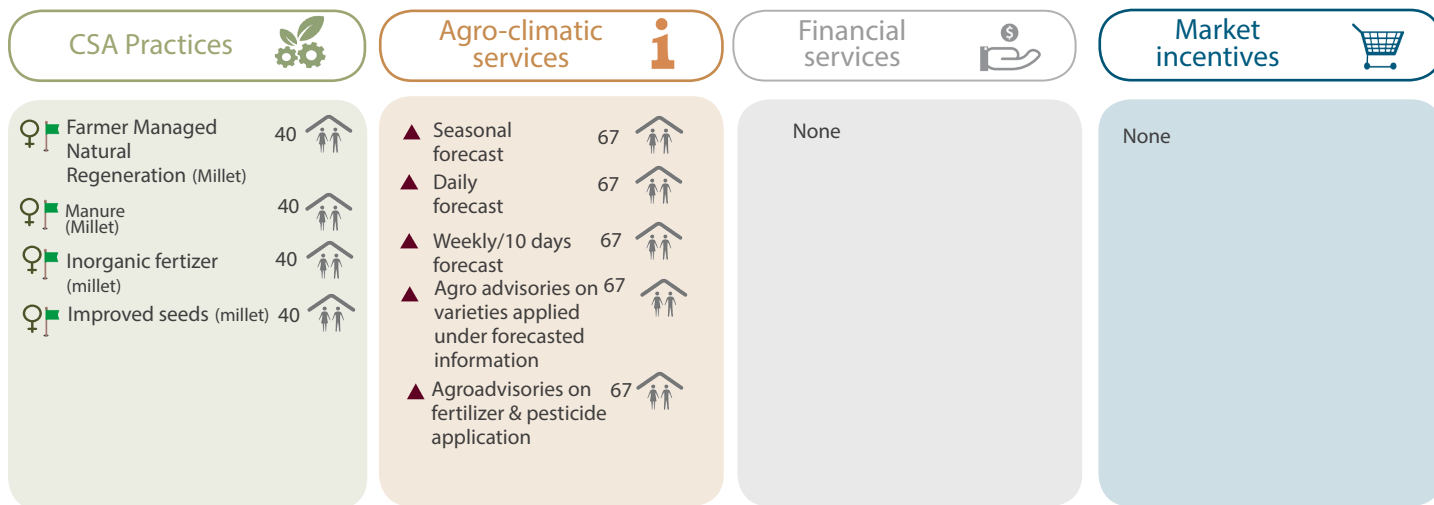 CSA Practices
Agro-climatic
services
Financial
services
$
Market
incentives
Farmer Managed
Natural
Regeneration (Millet)
40
Manure
(Millet)
40
Inorganic fertizer
(millet)
40
Improved seeds (millet)
40
Seasonal
forecast
67
Daily
forecast
67
Weekly/10 days
forecast
67
Agro advisories on
varieties applied
under forecasted
information
67
Agroadvisories on
fertilizer & pesticide
application
67
None
None